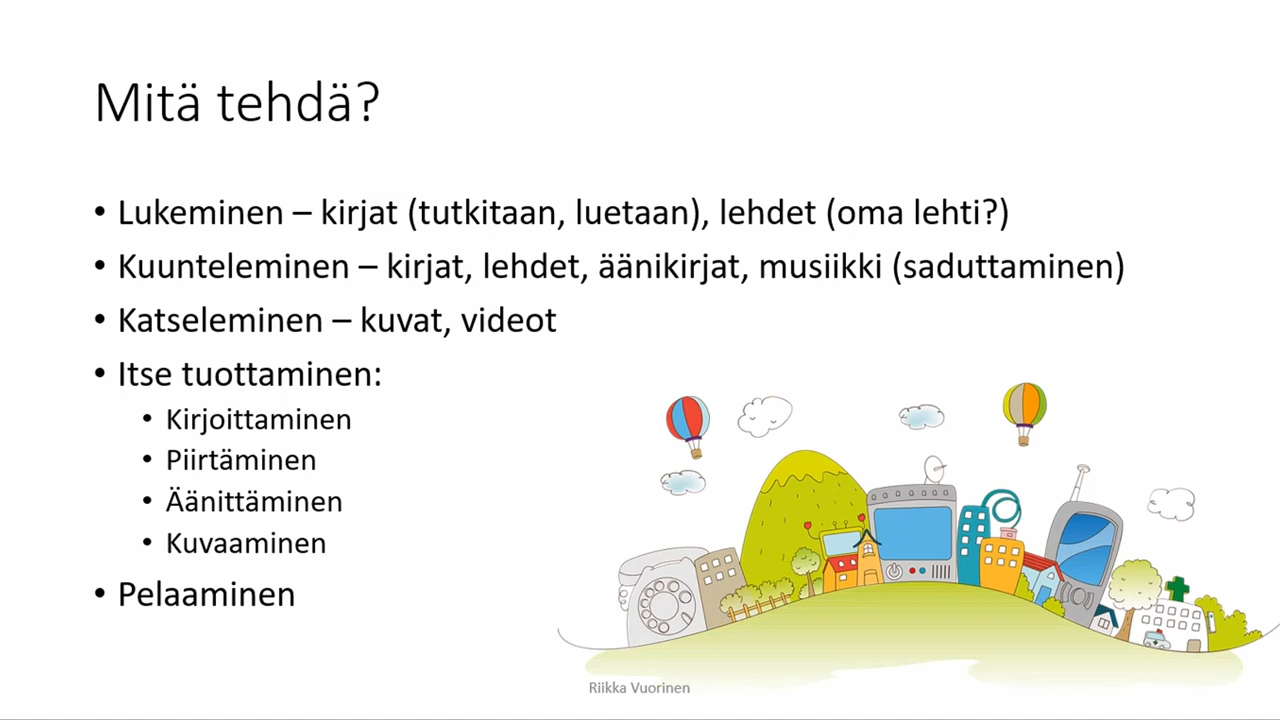 Mitä tehdä?
• Lukeminen – kirjat (tutkitaan, luetaan), lehdet (oma lehti?)
• Kuunteleminen – kirjat, lehdet, äänikirjat, musiikki (saduttaminen)
• Katseleminen – kuvat, videot
• Itse tuottaminen:
• Kirjoittaminen
• Piirtäminen
• Äänittäminen
• Kuvaaminen
• Pelaaminen
Riikka Vuorinen